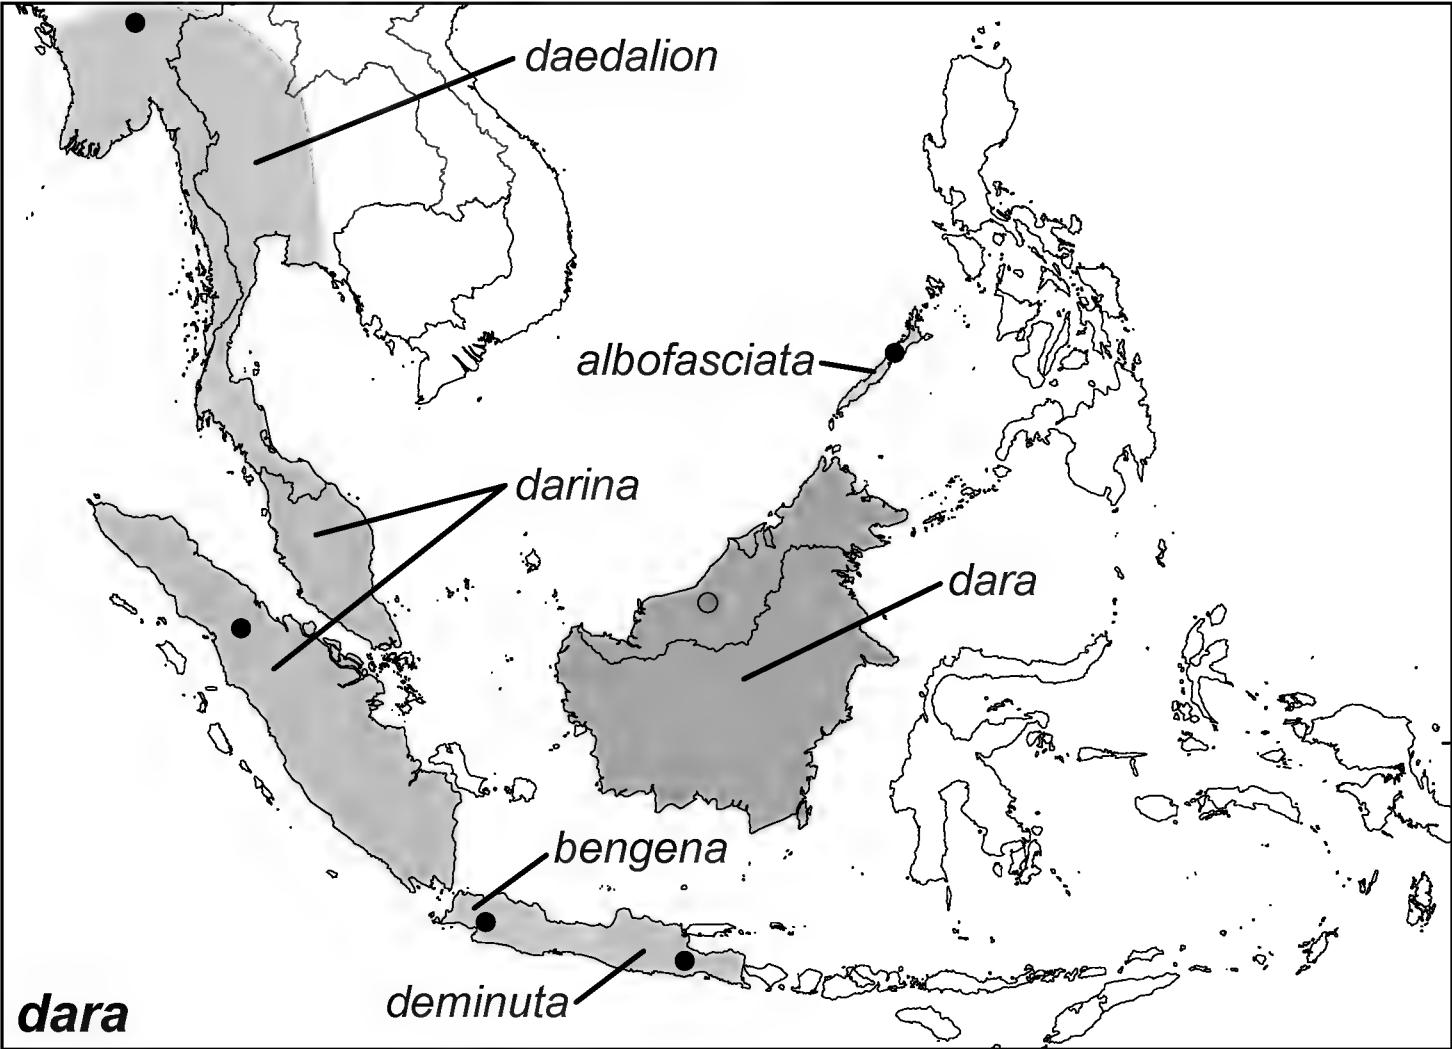 daedalion
albofasciata
darina
dara
bengena
deminuta
dara